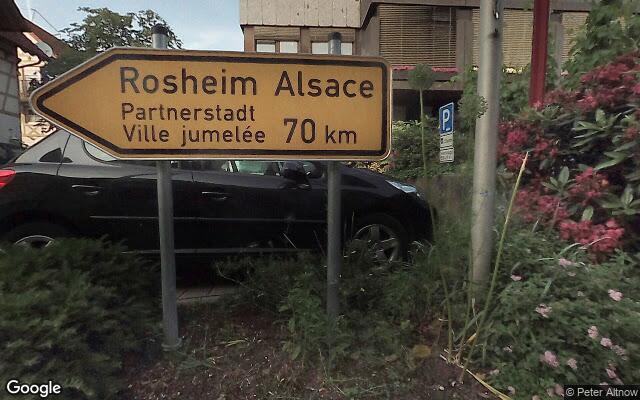 Rosheim Alsace
Partnerstadt
Ville jumelée 70 km
P
Google
© Peter Altnow